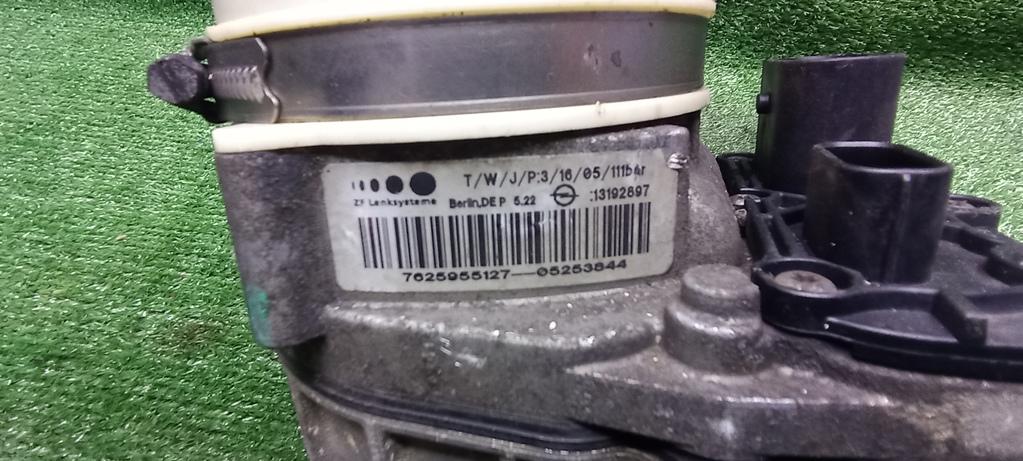 T/W/J/P:3/16/05/111bar
ZF Lenksysteme Berlin,DE P 5.22 :13192897
7625955127-05253844